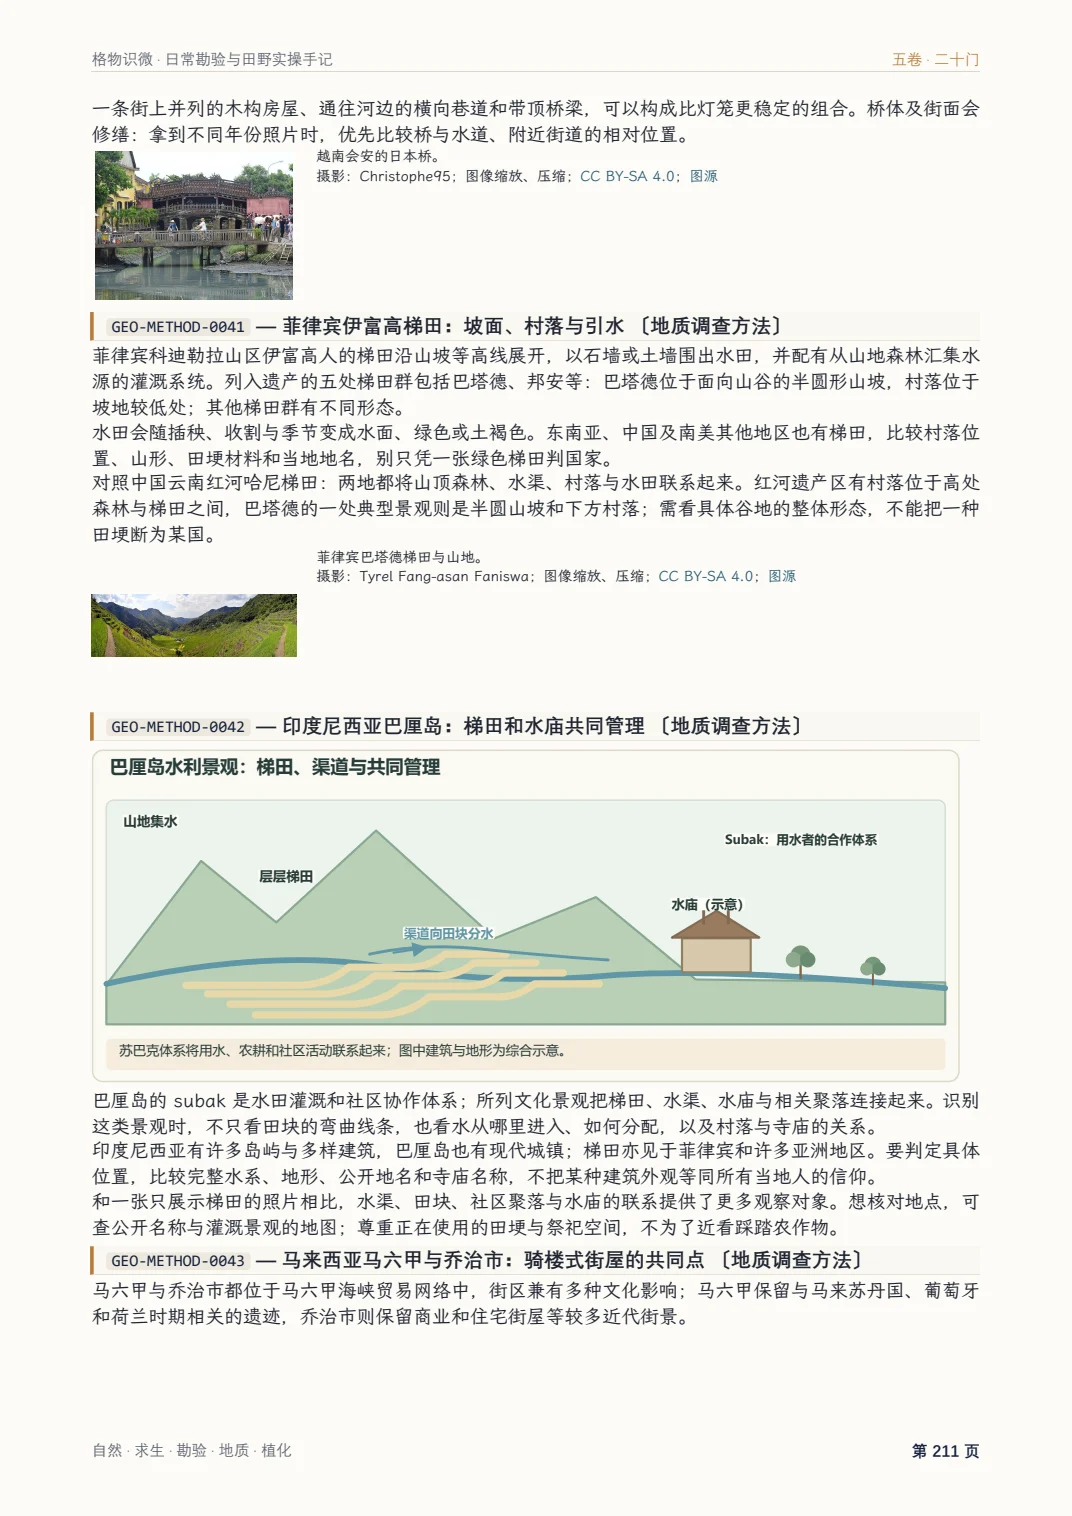 格物识微 · 日常勘验与田野实操手记
五卷 · 二十门
一条街上并列的木构房屋、通往河边的横向巷道和带顶桥梁，可以构成比灯笼更稳定的组合。桥体及街面会
修缮：拿到不同年份照片时，优先比较桥与水道、附近街道的相对位置。
越南会安的日本桥。
摄影：Christophe95；图像缩放、压缩；CC BY-SA 4.0；图源
GEO-METHOD-0041 — 菲律宾伊富高梯田：坡面、村落与引水 〔地质调查方法〕
菲律宾科迪勒拉山区伊富高人的梯田沿山坡等高线展开，以石墙或土墙围出水田，并配有从山地森林汇集水
源的灌溉系统。列入遗产的五处梯田群包括巴塔德、邦安等：巴塔德位于面向山谷的半圆形山坡，村落位于
坡地较低处；其他梯田群有不同形态。
水田会随插秧、收割与季节变成水面、绿色或土褐色。东南亚、中国及南美其他地区也有梯田，比较村落位
置、山形、田埂材料和当地地名，别只凭一张绿色梯田判国家。
对照中国云南红河哈尼梯田：两地都将山顶森林、水渠、村落与水田联系起来。红河遗产区有村落位于高处
森林与梯田之间，巴塔德的一处典型景观则是半圆山坡和下方村落；需看具体谷地的整体形态，不能把一种
田埂断为某国。
菲律宾巴塔德梯田与山地。
摄影：Tyrel Fang-asan Faniswa；图像缩放、压缩；CC BY-SA 4.0；图源
GEO-METHOD-0042 — 印度尼西亚巴厘岛：梯田和水庙共同管理 〔地质调查方法〕
巴厘岛水利景观：梯田、渠道与共同管理
山地集水
Subak：用水者的合作体系
层层梯田
水庙（示意）
渠道向田块分水
苏巴克体系将用水、农耕和社区活动联系起来；图中建筑与地形为综合示意。
巴厘岛的 subak 是水田灌溉和社区协作体系；所列文化景观把梯田、水渠、水庙与相关聚落连接起来。识别
这类景观时，不只看田块的弯曲线条，也看水从哪里进入、如何分配，以及村落与寺庙的关系。
印度尼西亚有许多岛屿与多样建筑，巴厘岛也有现代城镇；梯田亦见于菲律宾和许多亚洲地区。要判定具体
位置，比较完整水系、地形、公开地名和寺庙名称，不把某种建筑外观等同所有当地人的信仰。
和一张只展示梯田的照片相比，水渠、田块、社区聚落与水庙的联系提供了更多观察对象。想核对地点，可
查公开名称与灌溉景观的地图；尊重正在使用的田埂与祭祀空间，不为了近看踩踏农作物。
GEO-METHOD-0043 — 马来西亚马六甲与乔治市：骑楼式街屋的共同点 〔地质调查方法〕
马六甲与乔治市都位于马六甲海峡贸易网络中，街区兼有多种文化影响；马六甲保留与马来苏丹国、葡萄牙
和荷兰时期相关的遗迹，乔治市则保留商业和住宅街屋等较多近代街景。
自然 · 求生 · 勘验 · 地质 · 植化
第 211 页